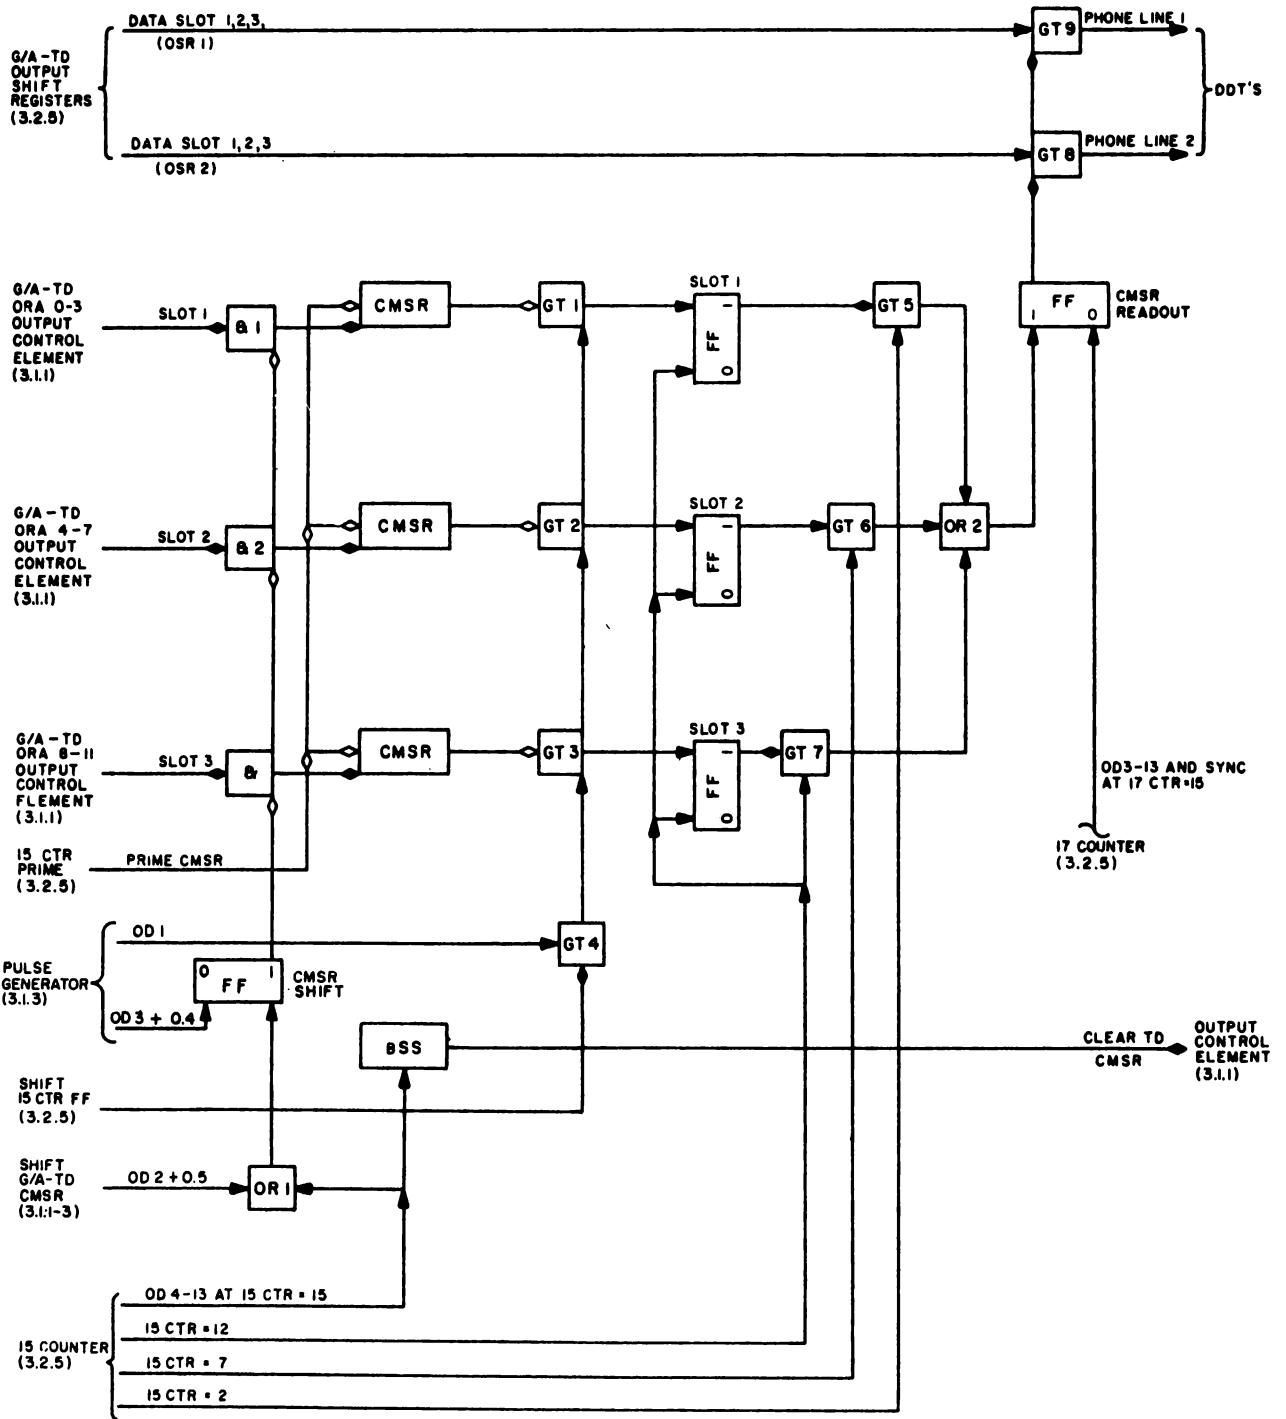 DATA SLOT 1,2,3,
(OSR 1)
GT 9
PHONE LINE 1
G/A-TD
OUTPUT
SHIFT
REGISTERS
(3.2.5)
DDT'S
DATA SLOT 1,2,3
(OSR 2)
GT 8
PHONE LINE 2
G/A-TD
ORA 0-3
OUTPUT
CONTROL
ELEMENT
(3.1.1)
SLOT 1
& 1
CMSR
GT 1
SLOT 1
1
FF
0
GT 5
FF
1 0
CMSR
READOUT
G/A-TD
ORA 4-7
OUTPUT
CONTROL
ELEMENT
(3.1.1)
SLOT 2
& 2
CMSR
GT 2
SLOT 2
1
FF
0
GT 6
OR 2
G/A-TD
ORA 8-11
OUTPUT
CONTROL
FLEMENT
(3.1.1)
SLOT 3
&
CMSR
GT 3
SLOT 3
1
FF
0
GT 7
OD3-13 AND SYNC
AT 17 CTR=15
17 COUNTER
(3.2.5)
15 CTR
PRIME
(3.2.5)
PRIME CMSR
PULSE
GENERATOR
(3.1.3)
OD 1
GT 4
0 1
FF
CMSR
SHIFT
OD 3 + 0.4
BSS
CLEAR TD
CMSR
OUTPUT
CONTROL
ELEMENT
(3.1.1)
SHIFT
15 CTR FF
(3.2.5)
SHIFT
G/A-TD
CMSR
(3.1.1-3)
OD 2 + 0.5
OR 1
15 COUNTER
(3.2.5)
OD 4-13 AT 15 CTR = 15
15 CTR = 12
15 CTR = 7
15 CTR = 2